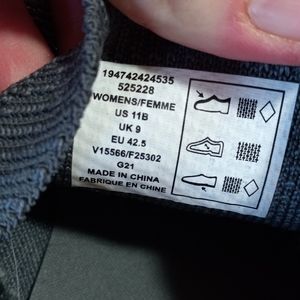 194742424535
525228
WOMENS/FEMME
US 11B
UK 9
EU 42.5
V15566/F25302
G21
MADE IN CHINA
FABRIQUE EN CHINE